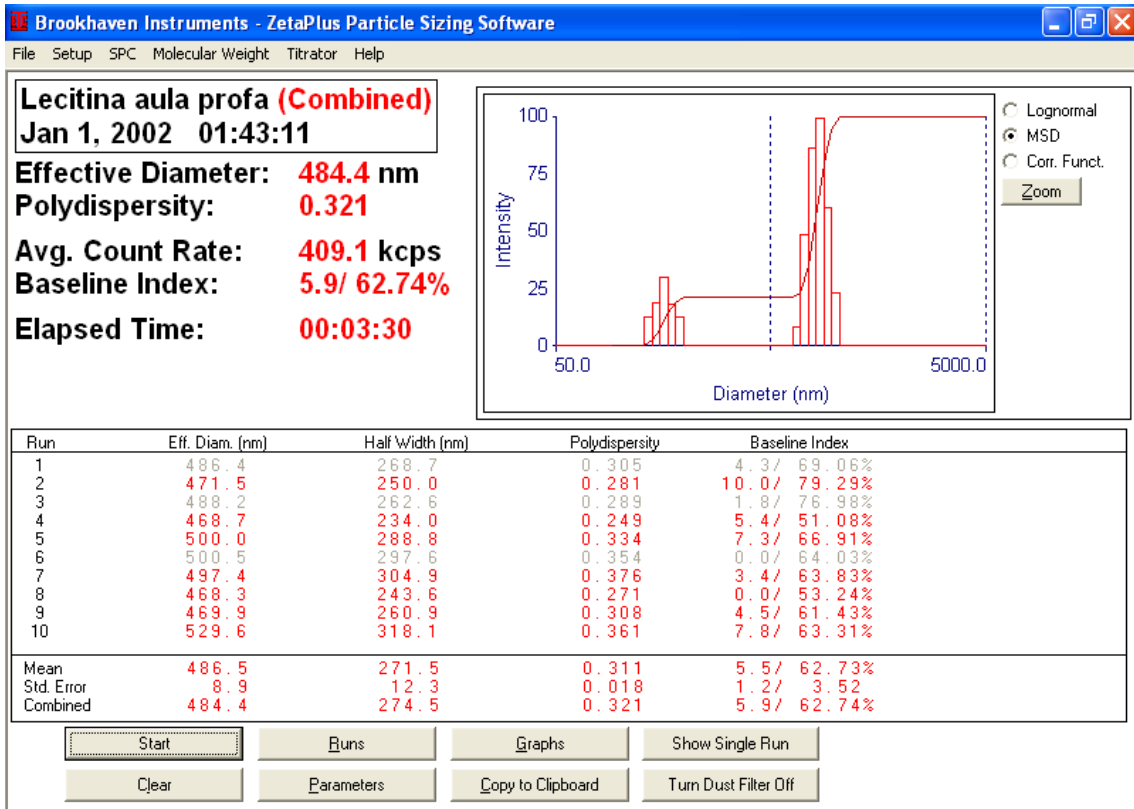 Brookhaven Instruments - ZetaPlus Particle Sizing Software
File Setup SPC Molecular Weight Titrator Help
Lecitina aula profa (Combined)
Jan 1, 2002 01:43:11
Effective Diameter: 484.4 nm
Polydispersity: 0.321
Avg. Count Rate: 409.1 kcps
Baseline Index: 5.9/ 62.74%
Elapsed Time: 00:03:30
100
75
50
25
0
Intensity
50.0 5000.0
Diameter (nm)
Lognormal
MSD
Corr. Funct.
Zoom
Run Eff. Diam. (nm) Half Width (nm) Polydispersity Baseline Index
1 486.4 268.7 0.305 4.3/ 69.06%
2 471.5 250.0 0.281 10.0/ 79.29%
3 488.2 262.6 0.289 1.8/ 76.98%
4 468.7 234.0 0.249 5.4/ 51.08%
5 500.0 288.8 0.334 7.3/ 66.91%
6 500.5 297.6 0.354 0.0/ 64.03%
7 497.4 304.9 0.376 3.4/ 63.83%
8 468.3 243.6 0.271 0.0/ 53.24%
9 469.9 260.9 0.308 4.5/ 61.43%
10 529.6 318.1 0.361 7.8/ 63.31%
Mean 486.5 271.5 0.311 5.5/ 62.73%
Std. Error 8.9 12.3 0.018 1.2/ 3.52
Combined 484.4 274.5 0.321 5.9/ 62.74%
Start Runs Graphs Show Single Run
Clear Parameters Copy to Clipboard Turn Dust Filter Off